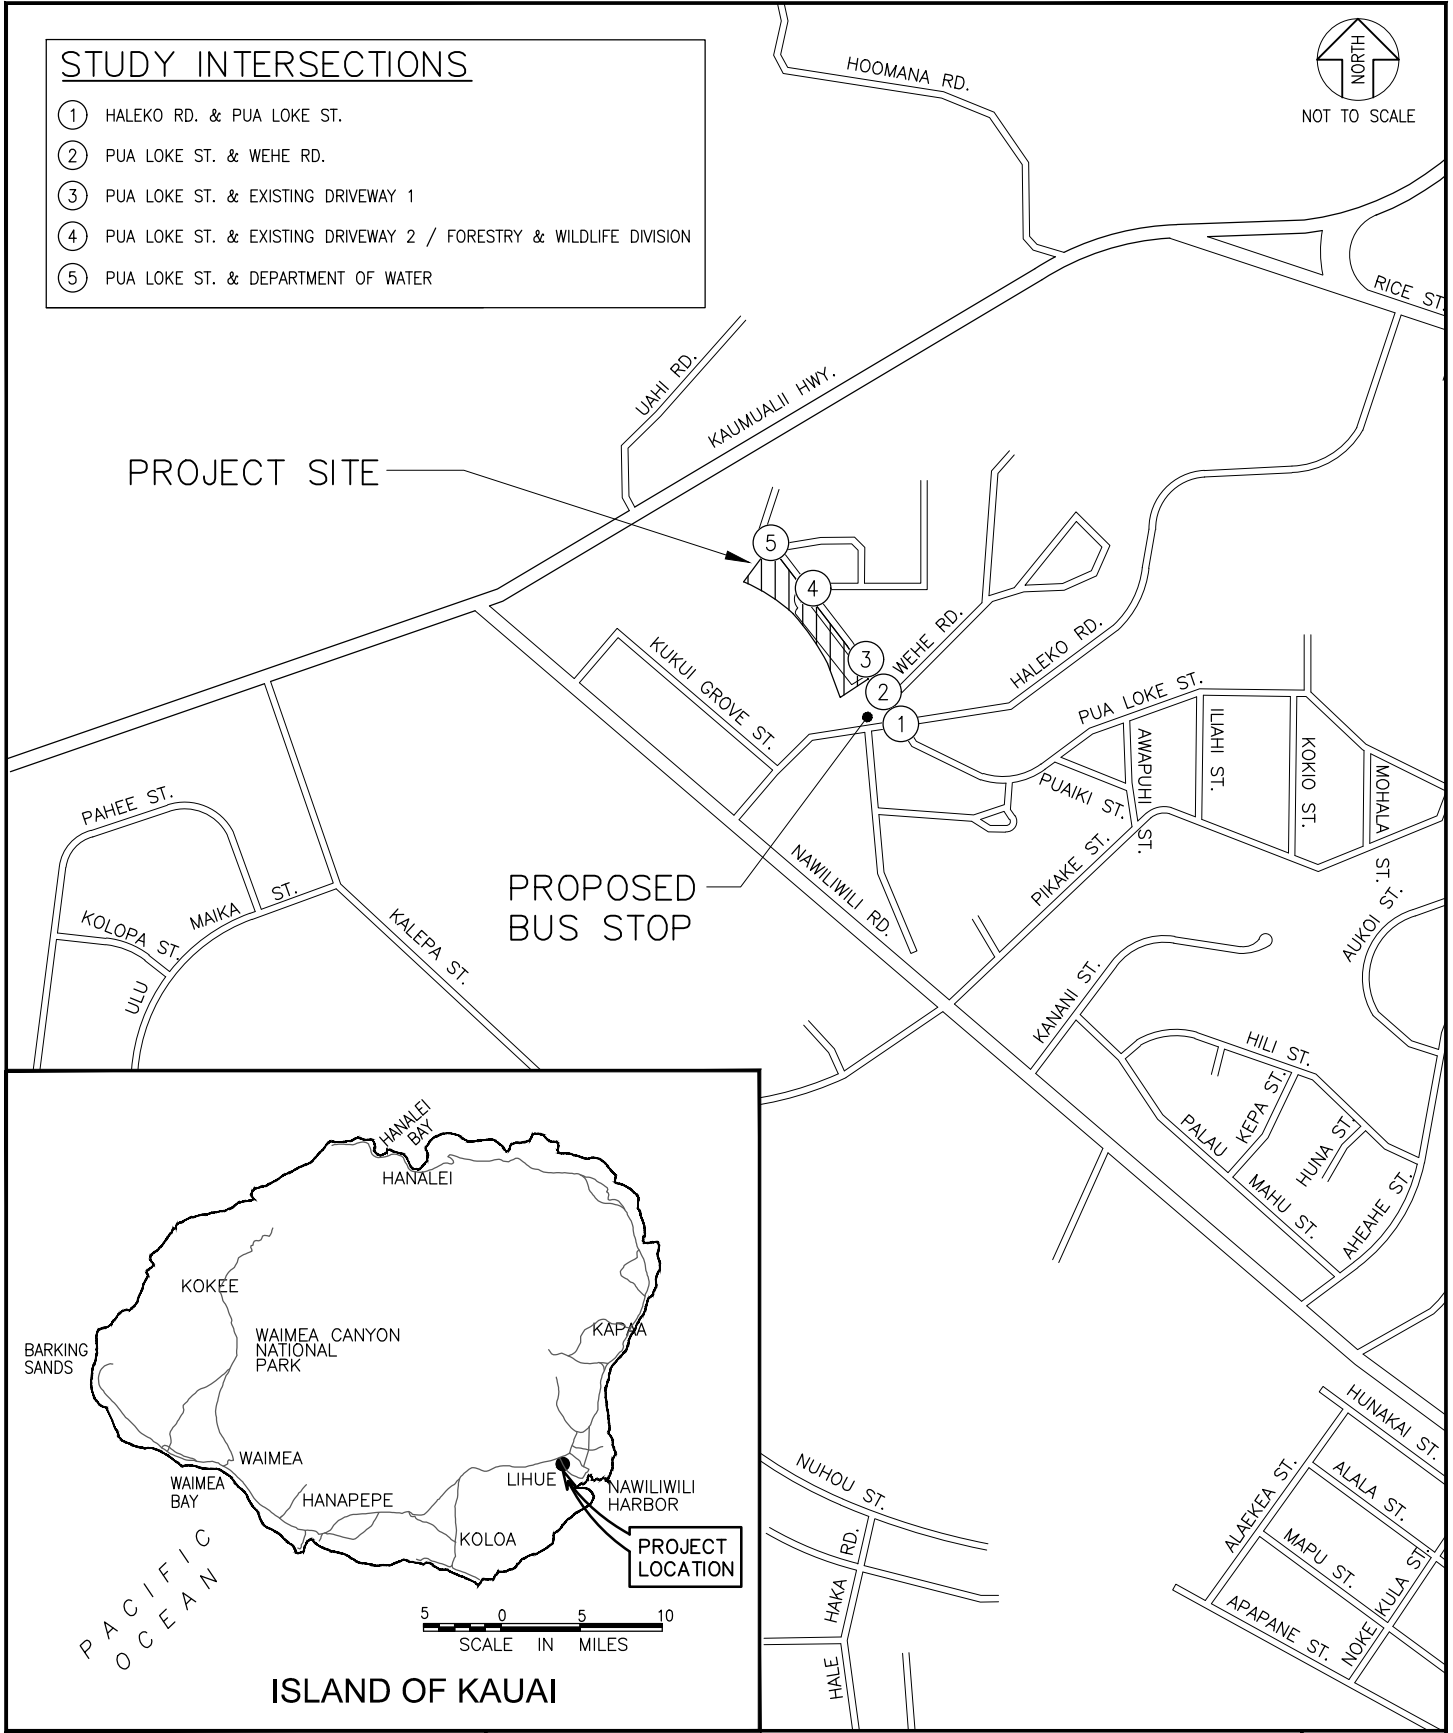 STUDY INTERSECTIONS
1 HALEKO RD. & PUA LOKE ST.
2 PUA LOKE ST. & WEHE RD.
3 PUA LOKE ST. & EXISTING DRIVEWAY 1
4 PUA LOKE ST. & EXISTING DRIVEWAY 2 / FORESTRY & WILDLIFE DIVISION
5 PUA LOKE ST. & DEPARTMENT OF WATER
NORTH
NOT TO SCALE
HOOMANA RD.
RICE ST.
UAHI RD.
KAUMUALII HWY.
PROJECT SITE
5
4
3
2
1
WEHE RD.
HALEKO RD.
KUKUI GROVE ST.
PUA LOKE ST.
AWAPUHI ST.
ILIAHI ST.
KOKIO ST.
MOHALA ST.
PUAIKI ST.
PIKAKE ST.
PAHEE ST.
KOLOPA ST.
ULU MAIKA ST.
KALEPA ST.
PROPOSED
BUS STOP
NAWILIWILI RD.
AUKOI ST.
KANANI ST.
HILI ST.
KEPA ST.
PALAU
MAHU ST.
HUNA ST.
AHEAHE ST.
HUNAKAI ST.
ALALA ST.
ALAEKEA ST.
MAPU ST.
KULA ST.
NOKE
APAPANE ST.
NUHOU ST.
HALE HAKA RD.
HANALEI
BAY
HANALEI
KOKEE
WAIMEA CANYON
NATIONAL
PARK
BARKING
SANDS
KAPAA
WAIMEA
WAIMEA
BAY
HANAPEPE
LIHUE
NAWILIWILI
HARBOR
KOLOA
PROJECT
LOCATION
PACIFIC
OCEAN
5 0 5 10
SCALE IN MILES
ISLAND OF KAUAI